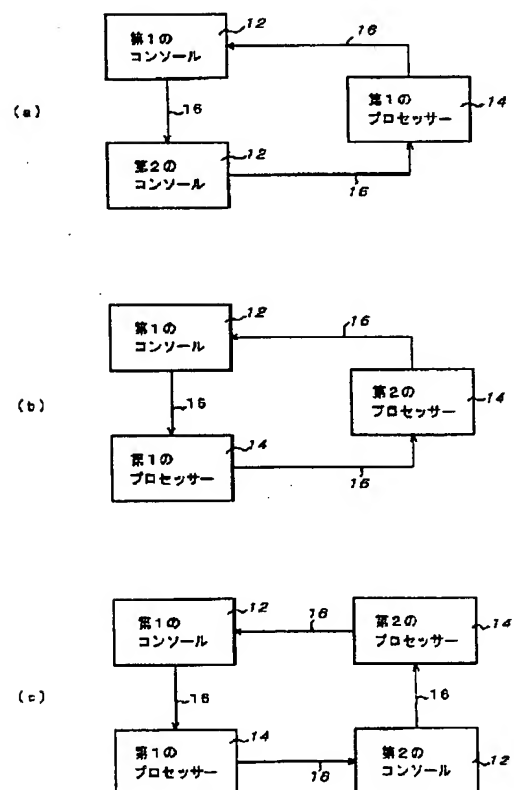 12
第1の
コンソール
16
16
第1の
プロセッサー
14
(a)
12
第2の
コンソール
16
12
第1の
コンソール
16
16
第2の
プロセッサー
14
(b)
14
第1の
プロセッサー
16
12
第1の
コンソール
16
第2の
プロセッサー
14
16
16
(c)
14
第1の
プロセッサー
16
第2の
コンソール
12